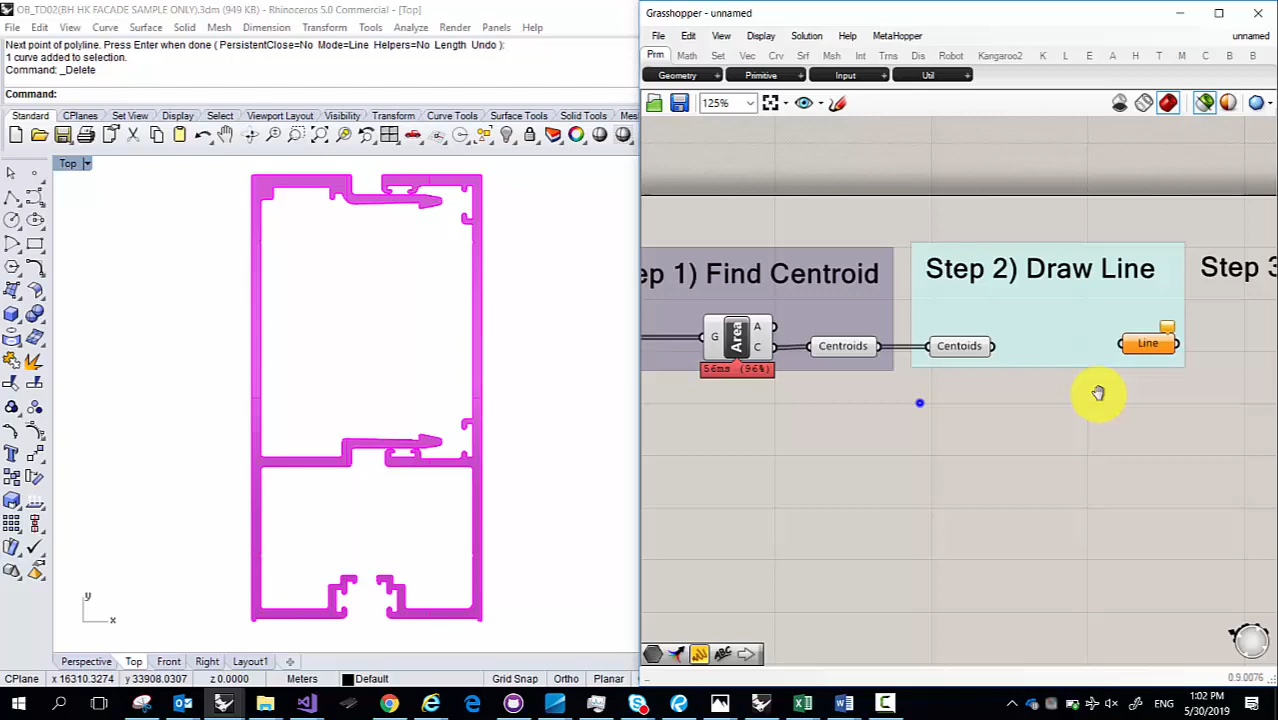 OB_TD02(BH HK FACADE SAMPLE ONLY).3dm (949 KB) - Rhinoceros 5.0 Commercial - [Top]
File Edit View Curve Surface Solid Mesh Dimension Transform Tools Analyze Render Panels Help
Next point of polyline. Press Enter when done ( PersistentClose=No Mode=Line Helpers=No Length Undo ):
1 curve added to selection.
Command: _Delete
Command:
Standard CPlanes Set View Display Select Viewport Layout Visibility Transform Curve Tools Surface Tools Solid Tools Me
Top
y
x
Perspective Top Front Right Layout1
CPlane x 16310.3274 y 33908.0307 z 0.0000 Meters Default Grid Snap Ortho Planar
Grasshopper - unnamed
File Edit View Display Solution Help MetaHopper unnamed
Prm Math Set Vec Crv Srf Msh Int Trns Dis Robot Kangaroo2 K L E A H T M C B B
Geometry Primitive Input Util
125%
ep 1) Find Centroid
G Area A C
56ms (96%)
Centroids
Step 2) Draw Line
Centoids
Line
Step 3
ABC
0.9.0076
ENG
1:02 PM
5/30/2019